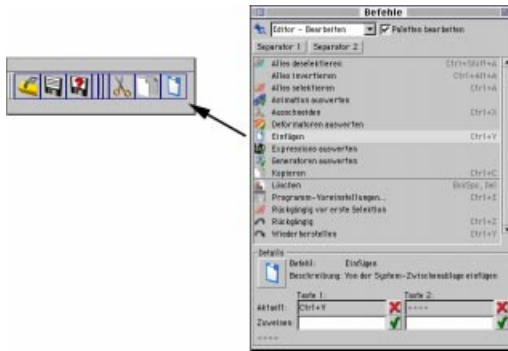 Befehle
Editor - Bearbeiten
Paletten bearbeiten
Separator 1 Separator 2
Alles deselektieren Ctrl+Shift+A
Alles invertieren Ctrl+Alt+A
Alles selektieren Ctrl+A
Animation auswerten
Ausschneiden Ctrl+X
Deformatoren auswerten
Einfügen Ctrl+V
Expressions auswerten
Generatoren auswerten
Kopieren Ctrl+C
Löschen BckSpc, Del
Programm-Voreinstellungen... Ctrl+E
Rückgängig vor erste Selektion
Rückgängig Ctrl+Z
Wiederherstellen Ctrl+Y
Details
Befehl: Einfügen
Beschreibung: Von der System-Zwischenablage einfügen
Taste 1: Taste 2:
Aktuell: Ctrl+V ----
Zuweisen:
----